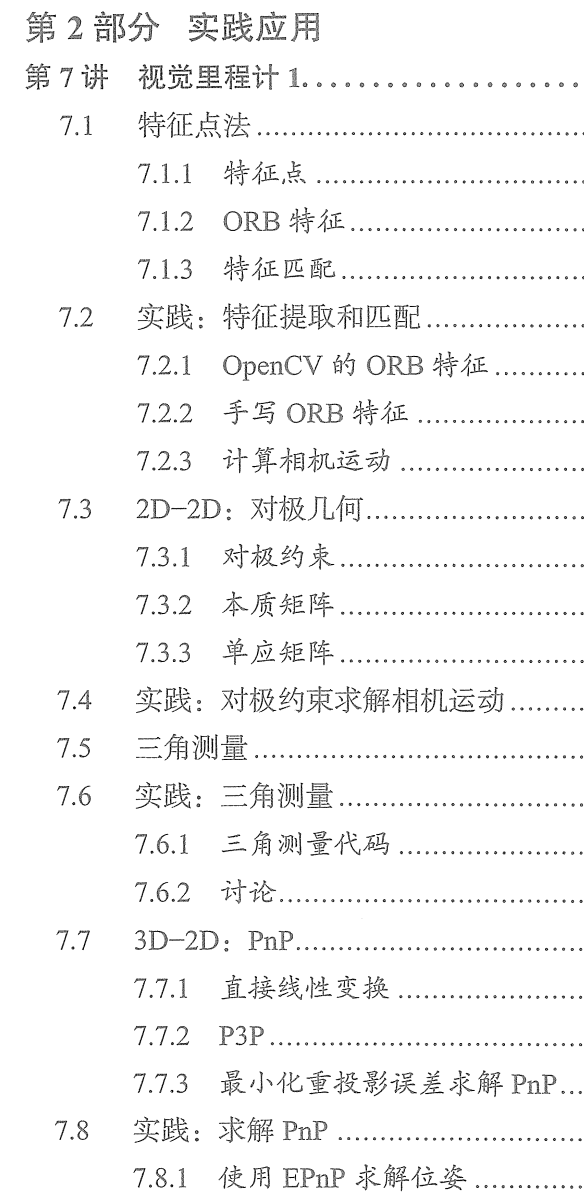 第 2 部分 实践应用
第 7 讲 视觉里程计 1....................
7.1 特征点法....................
7.1.1 特征点....................
7.1.2 ORB 特征....................
7.1.3 特征匹配....................
7.2 实践：特征提取和匹配....................
7.2.1 OpenCV 的 ORB 特征....................
7.2.2 手写 ORB 特征....................
7.2.3 计算相机运动....................
7.3 2D−2D：对极几何....................
7.3.1 对极约束....................
7.3.2 本质矩阵....................
7.3.3 单应矩阵....................
7.4 实践：对极约束求解相机运动..........
7.5 三角测量....................
7.6 实践：三角测量....................
7.6.1 三角测量代码....................
7.6.2 讨论....................
7.7 3D−2D：PnP....................
7.7.1 直接线性变换....................
7.7.2 P3P....................
7.7.3 最小化重投影误差求解 PnP...
7.8 实践：求解 PnP....................
7.8.1 使用 EPnP 求解位姿..............